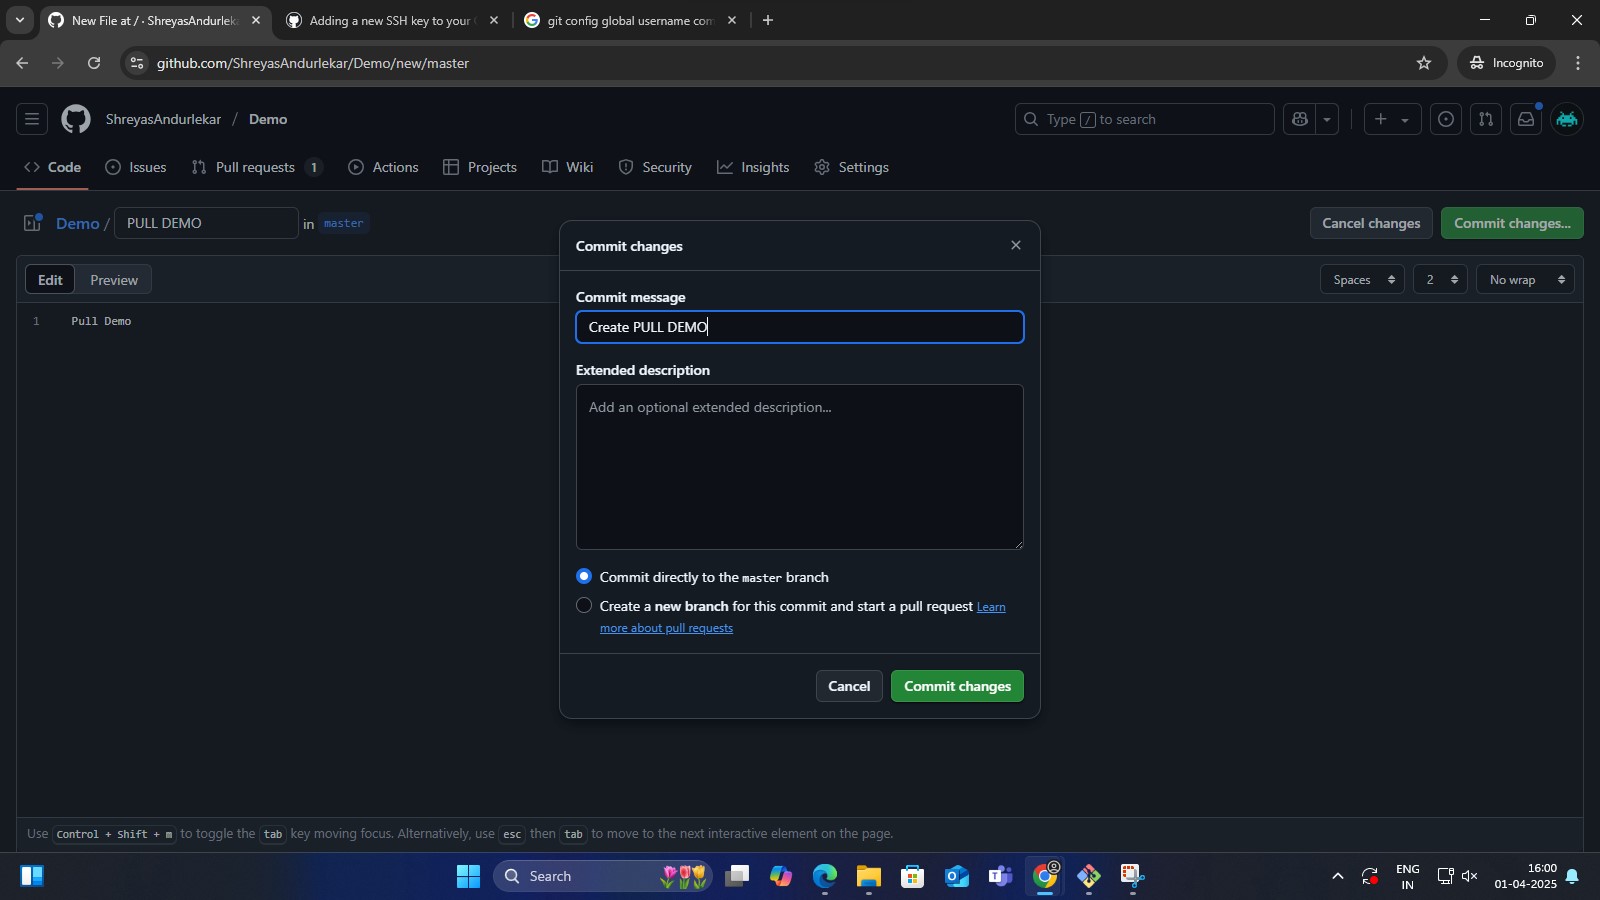 New File at / · ShreyasAndurleka
Adding a new SSH key to your
git config global username com
github.com/ShreyasAndurlekar/Demo/new/master
Incognito
ShreyasAndurlekar / Demo
Type / to search
Code
Issues
Pull requests 1
Actions
Projects
Wiki
Security
Insights
Settings
Demo / PULL DEMO in master
Cancel changes
Commit changes...
Edit
Preview
Spaces
2
No wrap
1 Pull Demo
Commit changes
Commit message
Create PULL DEMO
Extended description
Add an optional extended description...
Commit directly to the master branch
Create a new branch for this commit and start a pull request Learn
more about pull requests
Cancel
Commit changes
Use Control + Shift + m to toggle the tab key moving focus. Alternatively, use esc then tab to move to the next interactive element on the page.
Search
ENG
IN
16:00
01-04-2025